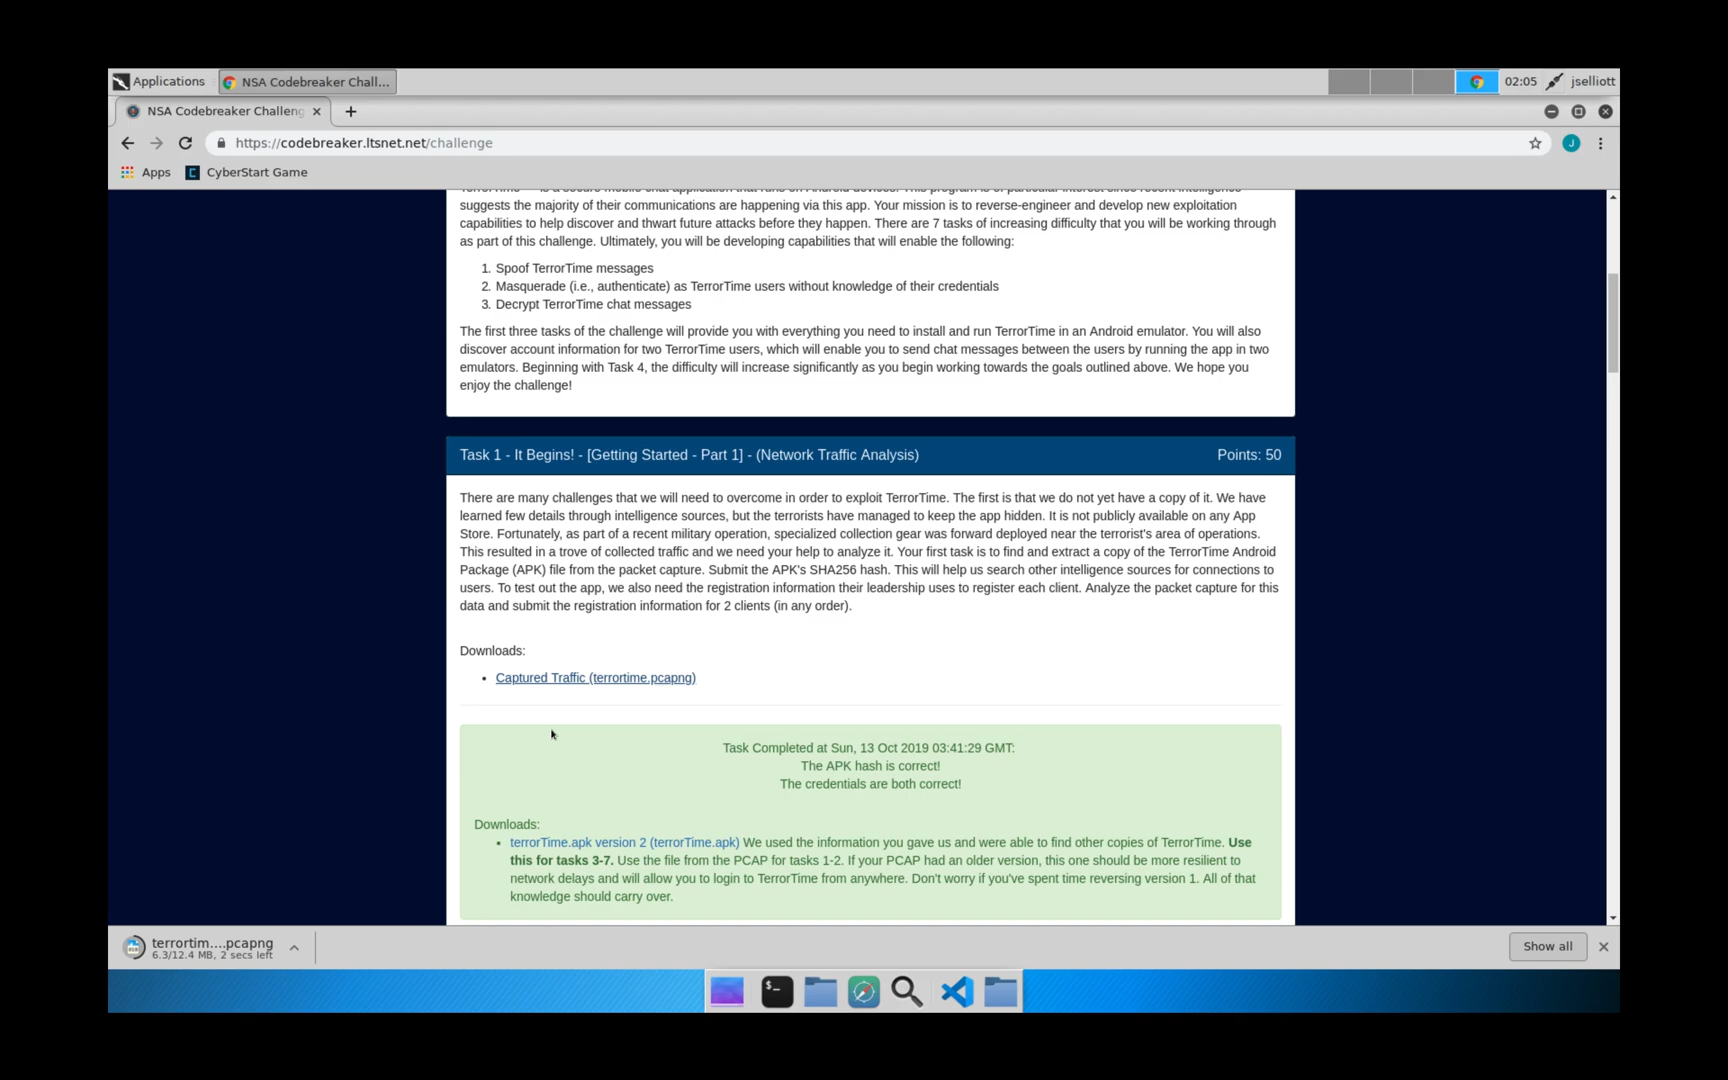 Applications
NSA Codebreaker Chall...
02:05
jselliott
NSA Codebreaker Challeng
https://codebreaker.ltsnet.net/challenge
J
Apps
CyberStart Game
suggests the majority of their communications are happening via this app. Your mission is to reverse-engineer and develop new exploitation
capabilities to help discover and thwart future attacks before they happen. There are 7 tasks of increasing difficulty that you will be working through
as part of this challenge. Ultimately, you will be developing capabilities that will enable the following:
1. Spoof TerrorTime messages
2. Masquerade (i.e., authenticate) as TerrorTime users without knowledge of their credentials
3. Decrypt TerrorTime chat messages
The first three tasks of the challenge will provide you with everything you need to install and run TerrorTime in an Android emulator. You will also
discover account information for two TerrorTime users, which will enable you to send chat messages between the users by running the app in two
emulators. Beginning with Task 4, the difficulty will increase significantly as you begin working towards the goals outlined above. We hope you
enjoy the challenge!
Task 1 - It Begins! - [Getting Started - Part 1] - (Network Traffic Analysis)
Points: 50
There are many challenges that we will need to overcome in order to exploit TerrorTime. The first is that we do not yet have a copy of it. We have
learned few details through intelligence sources, but the terrorists have managed to keep the app hidden. It is not publicly available on any App
Store. Fortunately, as part of a recent military operation, specialized collection gear was forward deployed near the terrorist's area of operations.
This resulted in a trove of collected traffic and we need your help to analyze it. Your first task is to find and extract a copy of the TerrorTime Android
Package (APK) file from the packet capture. Submit the APK's SHA256 hash. This will help us search other intelligence sources for connections to
users. To test out the app, we also need the registration information their leadership uses to register each client. Analyze the packet capture for this
data and submit the registration information for 2 clients (in any order).
Downloads:
• Captured Traffic (terrortime.pcapng)
Task Completed at Sun, 13 Oct 2019 03:41:29 GMT:
The APK hash is correct!
The credentials are both correct!
Downloads:
• terrorTime.apk version 2 (terrorTime.apk) We used the information you gave us and were able to find other copies of TerrorTime. Use
this for tasks 3-7. Use the file from the PCAP for tasks 1-2. If your PCAP had an older version, this one should be more resilient to
network delays and will allow you to login to TerrorTime from anywhere. Don't worry if you've spent time reversing version 1. All of that
knowledge should carry over.
terrortim....pcapng
6.3/12.4 MB, 2 secs left
Show all